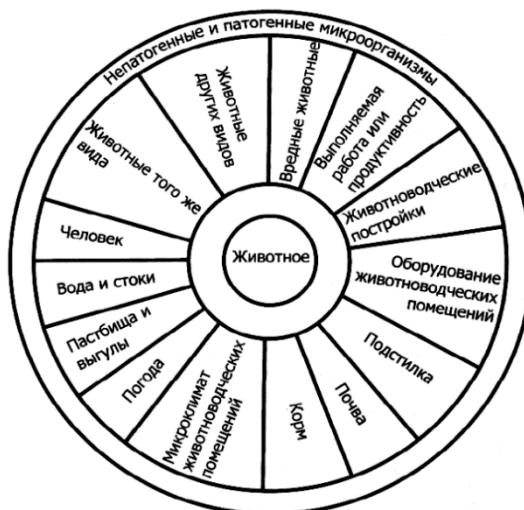 Непатогенные и патогенные микроорганизмы
Животные
других видов
Вредные животные
Выполняемая
работа или
продуктивность
Животноводческие
постройки
Оборудование
животноводческих
помещений
Подстилка
Почва
Корм
Микроклимат
животноводческих
помещений
Погода
Пастбища и
выгулы
Вода и стоки
Человек
Животные того же
вида
Животное